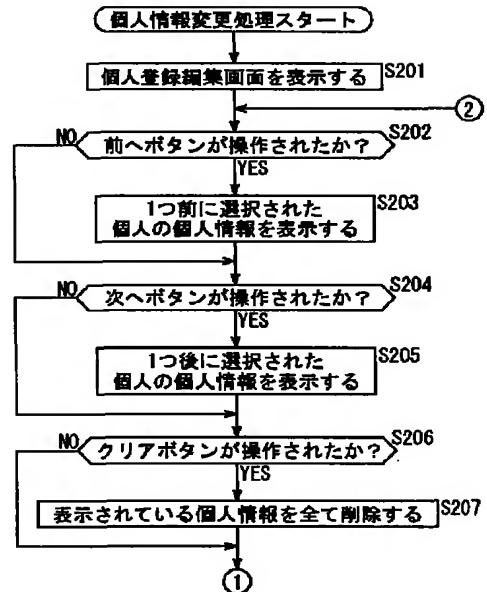 個人情報変更処理スタート
個人登録編集画面を表示する S201
②
NO 前へボタンが操作されたか? S202
YES
1つ前に選択された S203
個人の個人情報を表示する
NO 次へボタンが操作されたか? S204
YES
1つ後に選択された S205
個人の個人情報を表示する
NO クリアボタンが操作されたか? S206
YES
表示されている個人情報を全て削除する S207
①